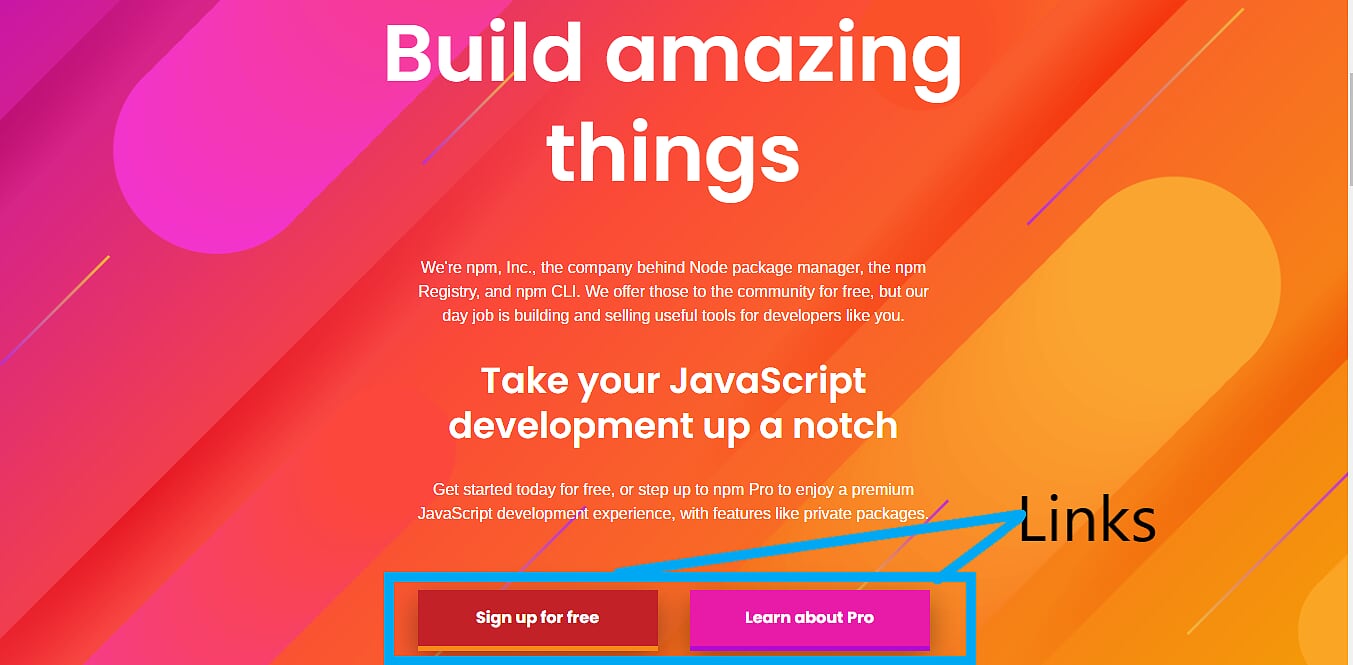 Build amazing
things
We're npm, Inc., the company behind Node package manager, the npm
Registry, and npm CLI. We offer those to the community for free, but our
day job is building and selling useful tools for developers like you.
Take your JavaScript
development up a notch
Get started today for free, or step up to npm Pro to enjoy a premium
JavaScript development experience, with features like private packages.
Links
Sign up for free
Learn about Pro